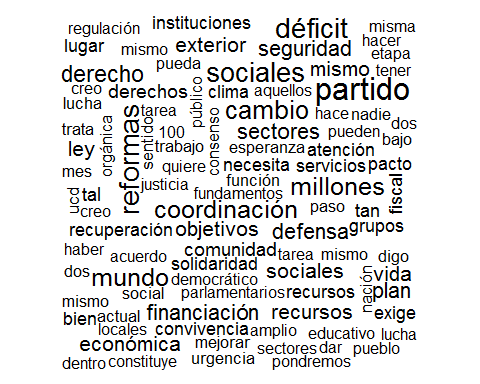 regulación instituciones déficit misma
lugar mismo exterior seguridad hacer
etapa
derecho pueda sociales mismo tener
creo derechos público clima aquellos partido
lucha tarea cambio hace nadie
trata orgánica reformas sentido 100 consenso sectores pueden dos
ley trabajo esperanza atención bajo
mes quiere necesita servicios pacto
ucd tal justicia función millones fiscal
creo fundamentos
coordinación paso tan
recuperación objetivos defensa grupos
haber acuerdo comunidad tarea mismo digo
dos mundo solidaridad sociales nación vida
democrático
mismo social parlamentarios recursos plan
bien actual financiación recursos exige
locales convivencia amplio educativo lucha
económica mejorar sectores dar pueblo
dentro constituye urgencia pondremos